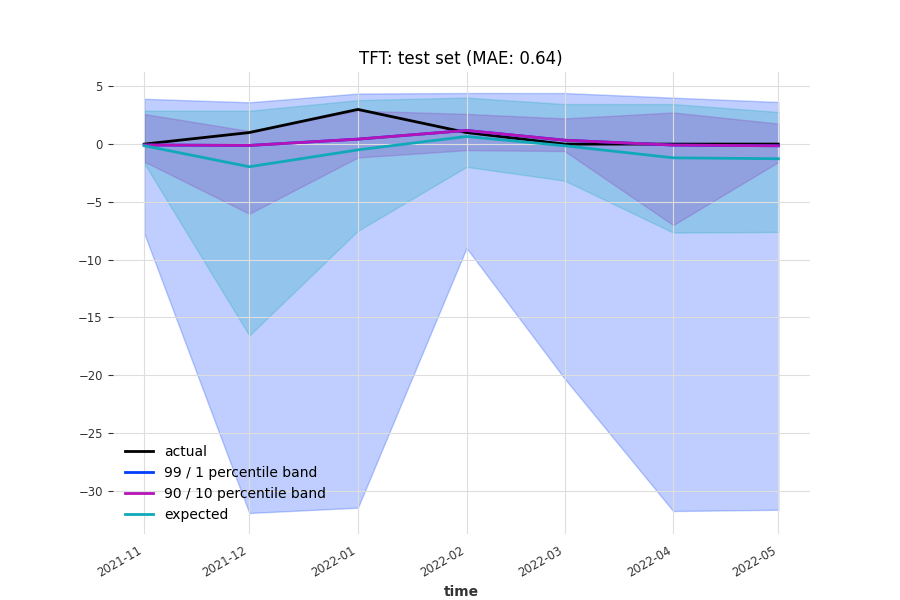 TFT: test set (MAE: 0.64)
5
0
−5
−10
−15
−20
−25
−30
actual
99 / 1 percentile band
90 / 10 percentile band
expected
2021-11
2021-12
2022-01
2022-02
2022-03
2022-04
2022-05
time